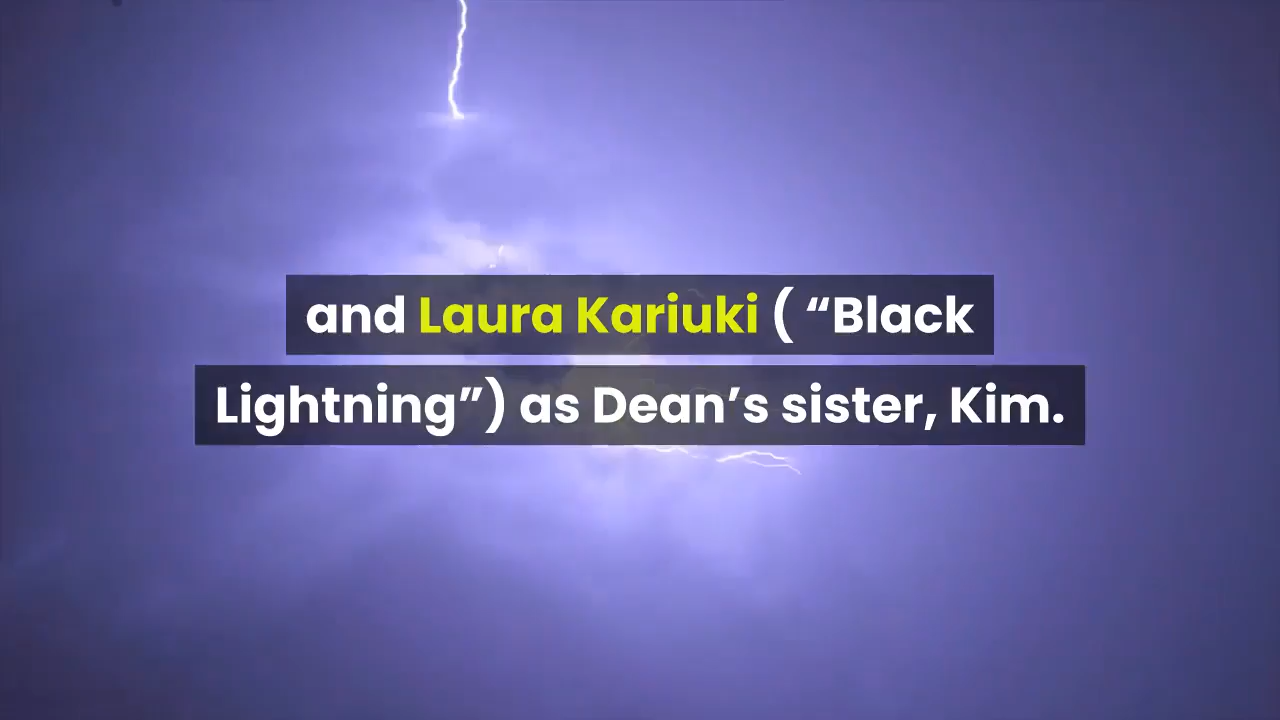 and Laura Kariuki ( “Black
Lightning”) as Dean’s sister, Kim.